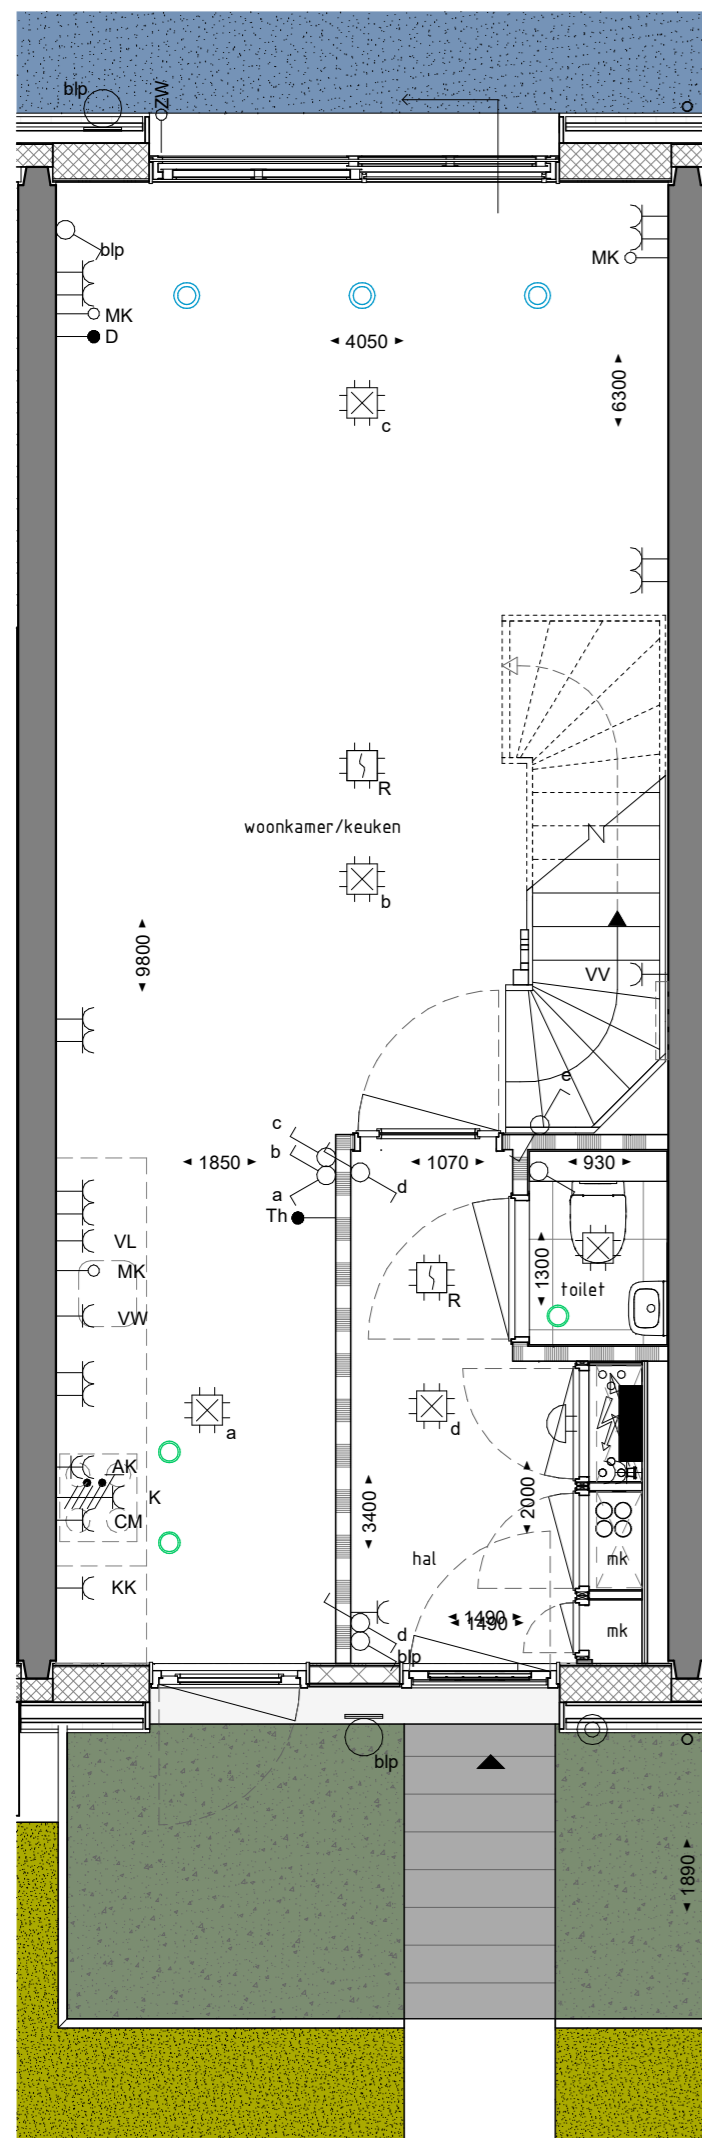 blp
ZW
blp
MK
MK
D
4050
6300
c
R
woonkamer/keuken
b
9800
VV
e
c
b
1850
1070
930
a
d
Th
VL
1300
MK
toilet
R
VW
a
d
AK
K
2000
CM
3400
hal
mk
KK
1490
1490
mk
d
blp
blp
1890